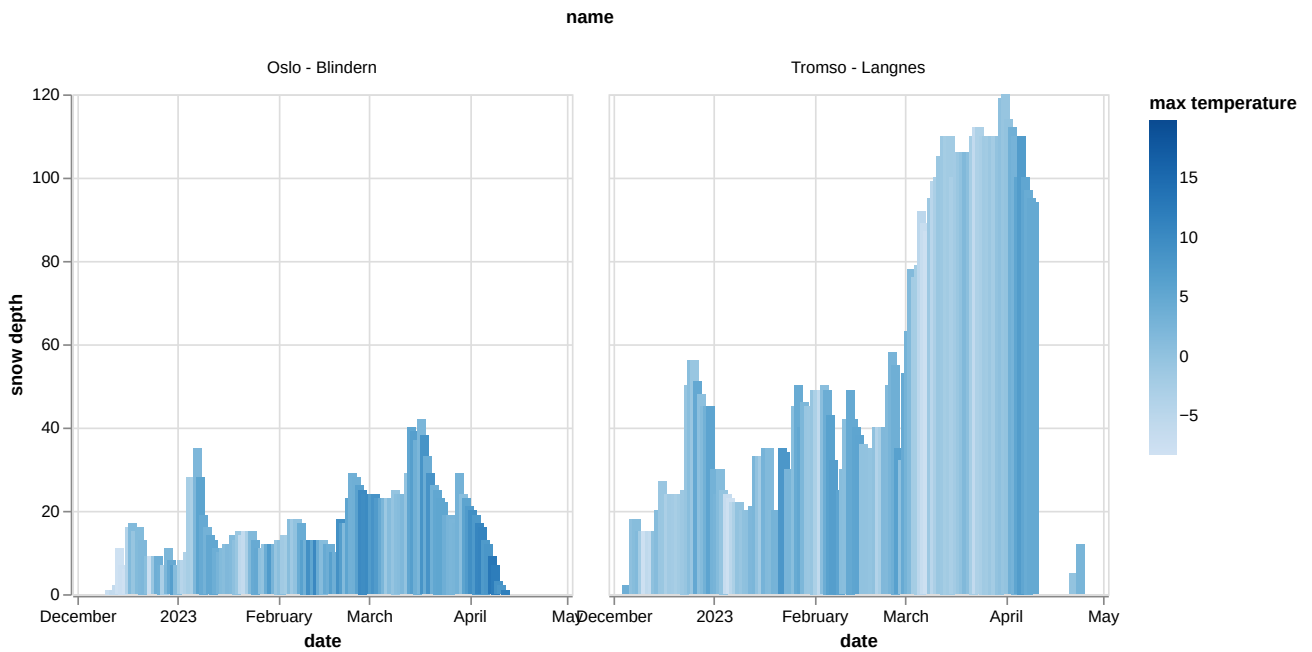 name
Oslo - Blindern
Tromso - Langnes
max temperature
15
10
5
0
−5
snow depth
120
100
80
60
40
20
0
December 2023 February March April May
date
December 2023 February March April May
date